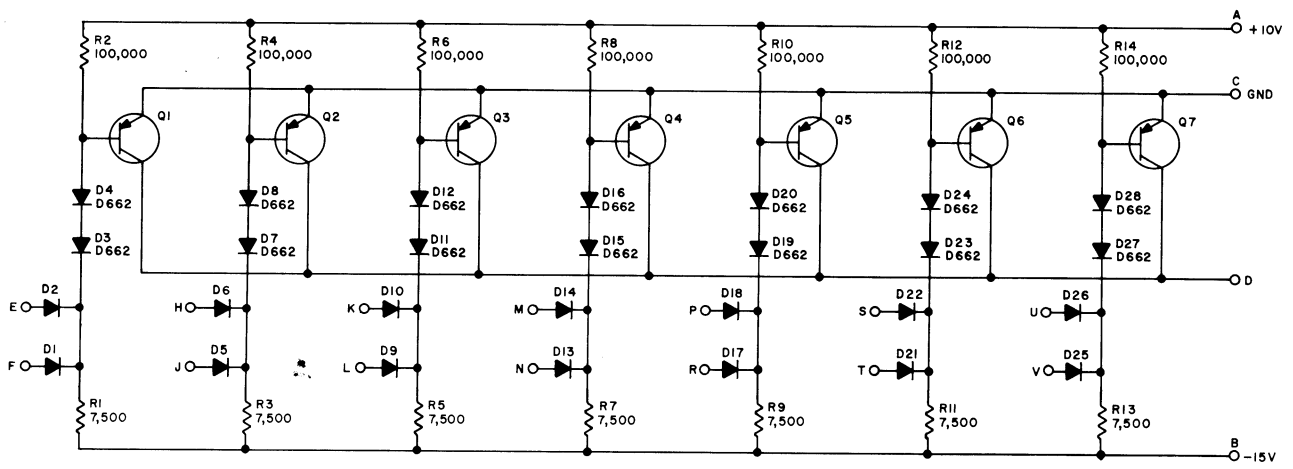 A
+10V
R2
100,000
R4
100,000
R6
100,000
R8
100,000
R10
100,000
R12
100,000
R14
100,000
C
GND
Q1
Q2
Q3
Q4
Q5
Q6
Q7
D4
D662
D8
D662
D12
D662
D16
D662
D20
D662
D24
D662
D28
D662
D3
D662
D7
D662
D11
D662
D15
D662
D19
D662
D23
D662
D27
D662
D
E
D2
H
D6
K
D10
M
D14
P
D18
S
D22
U
D26
F
D1
J
D5
L
D9
N
D13
R
D17
T
D21
V
D25
R1
7,500
R3
7,500
R5
7,500
R7
7,500
R9
7,500
R11
7,500
R13
7,500
B
-15V